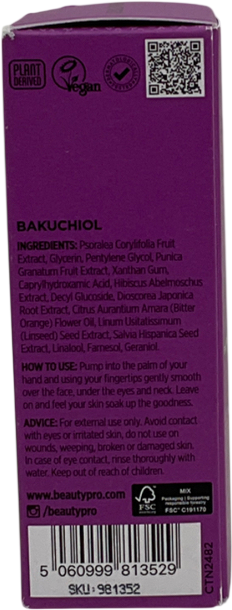 PLANT
DERIVED
Vegan
BAKUCHIOL
INGREDIENTS: Psoralea Corylifolia Fruit
Extract, Glycerin, Pentylene Glycol, Punica
Granatum Fruit Extract, Xanthan Gum,
Caprylhydroxamic Acid, Hibiscus Abelmoschus
Extract, Decyl Glucoside, Dioscorea Japonica
Root Extract, Citrus Aurantium Amara (Bitter
Orange) Flower Oil, Linum Usitatissimum
(Linseed) Seed Extract, Salvia Hispanica Seed
Extract, Linalool, Farnesol, Geraniol.
HOW TO USE: Pump into the palm of your
hand and using your fingertips gently smooth
over the face, under the eyes and neck. Leave
on and feel your skin soak up the goodness.
ADVICE: For external use only. Avoid contact
with eyes or irritated skin, do not use on
wounds, weeping, broken or damaged skin.
In case of eye contact, rinse thoroughly with
water. Keep out of reach of children.
www.beautypro.com
/beautypro
FSC
www.fsc.org
MIX
Packaging | Supporting
responsible forestry
FSC® C191170
5 060999 813529
SKU: 981352
CTN2482